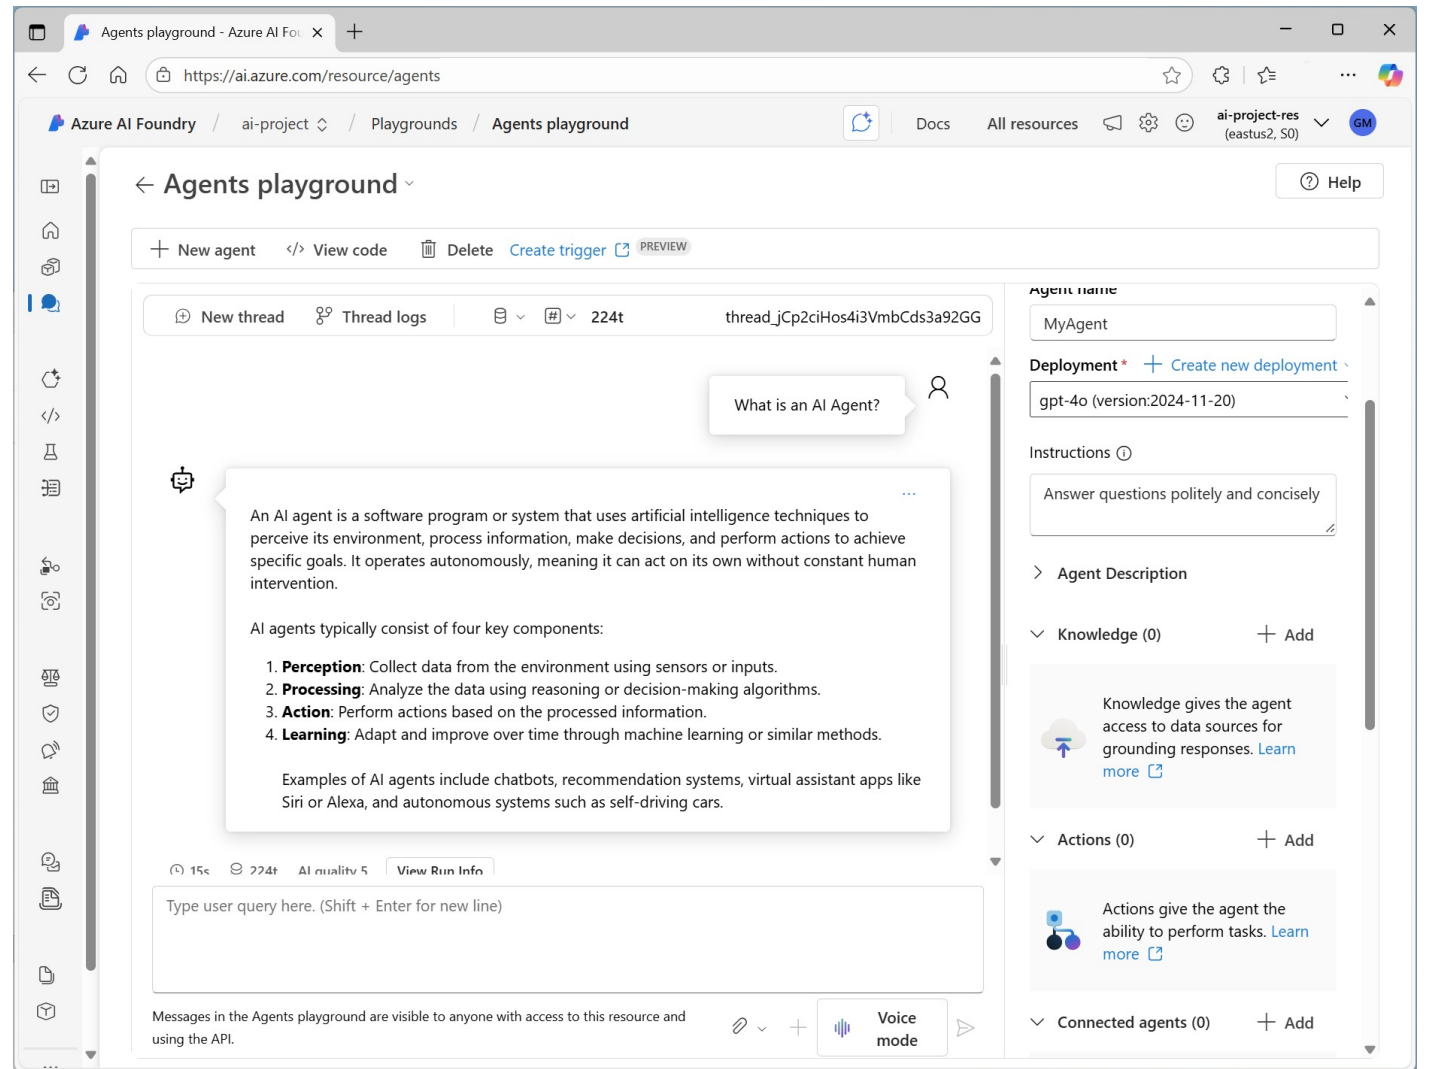 Agents playground - Azure AI Fou
https://ai.azure.com/resource/agents
Azure AI Foundry / ai-project / Playgrounds / Agents playground
Docs
All resources
ai-project-res
(eastus2, S0)
GM
Agents playground
Help
New agent
View code
Delete
Create trigger
PREVIEW
New thread
Thread logs
224t
thread_jCp2ciHos4i3VmbCds3a92GG
What is an AI Agent?
...
An AI agent is a software program or system that uses artificial intelligence techniques to
perceive its environment, process information, make decisions, and perform actions to achieve
specific goals. It operates autonomously, meaning it can act on its own without constant human
intervention.
AI agents typically consist of four key components:
1. Perception: Collect data from the environment using sensors or inputs.
2. Processing: Analyze the data using reasoning or decision-making algorithms.
3. Action: Perform actions based on the processed information.
4. Learning: Adapt and improve over time through machine learning or similar methods.
Examples of AI agents include chatbots, recommendation systems, virtual assistant apps like
Siri or Alexa, and autonomous systems such as self-driving cars.
15s
224t
AI quality 5
View Run Info
Type user query here. (Shift + Enter for new line)
Messages in the Agents playground are visible to anyone with access to this resource and
using the API.
Voice
mode
Agent name
MyAgent
Deployment *
+ Create new deployment
gpt-4o (version:2024-11-20)
Instructions
Answer questions politely and concisely
Agent Description
Knowledge (0)
+ Add
Knowledge gives the agent
access to data sources for
grounding responses. Learn
more
Actions (0)
+ Add
Actions give the agent the
ability to perform tasks. Learn
more
Connected agents (0)
+ Add